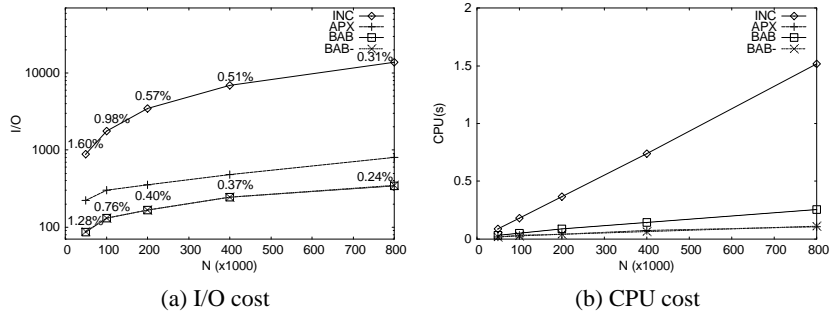 INC
APX
BAB
BAB-
10000
1000
100
I/O
1.60%
0.98%
0.57%
0.51%
0.31%
1.28%
0.76%
0.40%
0.37%
0.24%
0 100 200 300 400 500 600 700 800
N (x1000)
(a) I/O cost
INC
APX
BAB
BAB-
2
1.5
1
0.5
0
CPU(s)
0 100 200 300 400 500 600 700 800
N (x1000)
(b) CPU cost